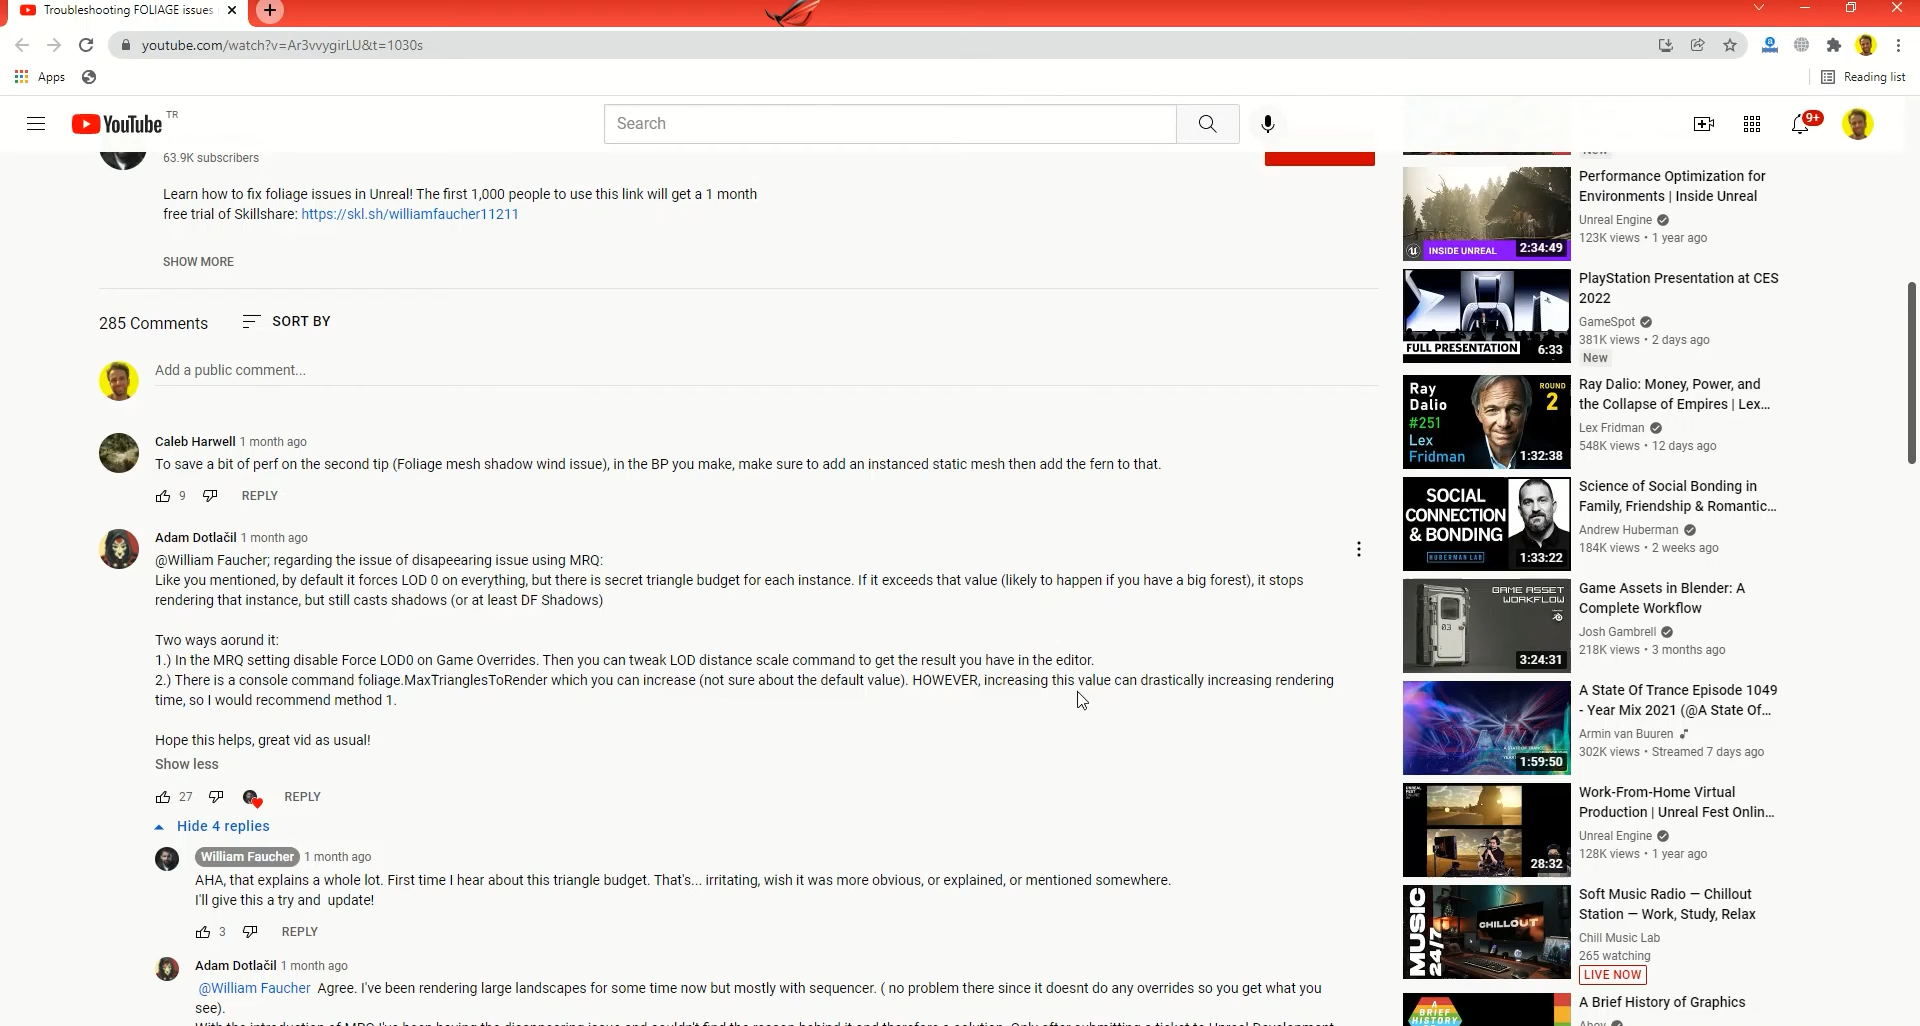 Troubleshooting FOLIAGE issues
youtube.com/watch?v=Ar3vvygirLU&t=1030s
Apps
Reading list
YouTube TR
Search
9+
63.9K subscribers
Learn how to fix foliage issues in Unreal! The first 1,000 people to use this link will get a 1 month
free trial of Skillshare: https://skl.sh/williamfaucher11211
SHOW MORE
285 Comments
SORT BY
Add a public comment...
Caleb Harwell 1 month ago
To save a bit of perf on the second tip (Foliage mesh shadow wind issue), in the BP you make, make sure to add an instanced static mesh then add the fern to that.
9
REPLY
Adam Dotlačil 1 month ago
@William Faucher; regarding the issue of disapeearing issue using MRQ:
Like you mentioned, by default it forces LOD 0 on everything, but there is secret triangle budget for each instance. If it exceeds that value (likely to happen if you have a big forest), it stops
rendering that instance, but still casts shadows (or at least DF Shadows)
Two ways aorund it:
1.) In the MRQ setting disable Force LOD0 on Game Overrides. Then you can tweak LOD distance scale command to get the result you have in the editor.
2.) There is a console command foliage.MaxTrianglesToRender which you can increase (not sure about the default value). HOWEVER, increasing this value can drastically increasing rendering
time, so I would recommend method 1.
Hope this helps, great vid as usual!
Show less
27
REPLY
Hide 4 replies
William Faucher 1 month ago
AHA, that explains a whole lot. First time I hear about this triangle budget. That's... irritating, wish it was more obvious, or explained, or mentioned somewhere.
I'll give this a try and update!
3
REPLY
Adam Dotlačil 1 month ago
@William Faucher Agree. I've been rendering large landscapes for some time now but mostly with sequencer. ( no problem there since it doesnt do any overrides so you get what you
see).
INSIDE UNREAL
2:34:49
Performance Optimization for
Environments | Inside Unreal
Unreal Engine
123K views • 1 year ago
FULL PRESENTATION
6:33
PlayStation Presentation at CES
2022
GameSpot
381K views • 2 days ago
New
Ray
Dalio
#251
Lex
Fridman
ROUND
2
1:32:38
Ray Dalio: Money, Power, and
the Collapse of Empires | Lex...
Lex Fridman
548K views • 12 days ago
SOCIAL
CONNECTION
& BONDING
HUBERMAN LAB
1:33:22
Science of Social Bonding in
Family, Friendship & Romantic...
Andrew Huberman
184K views • 2 weeks ago
GAME ASSET
WORKFLOW
03
3:24:31
Game Assets in Blender: A
Complete Workflow
Josh Gambrell
218K views • 3 months ago
1:59:50
A State Of Trance Episode 1049
- Year Mix 2021 (@A State Of...
Armin van Buuren
302K views • Streamed 7 days ago
28:32
Work-From-Home Virtual
Production | Unreal Fest Onlin...
Unreal Engine
128K views • 1 year ago
MUSIC
24/7
CHILLOUT
Soft Music Radio — Chillout
Station — Work, Study, Relax
Chill Music Lab
265 watching
LIVE NOW
A BRIEF
HISTORY
A Brief History of Graphics